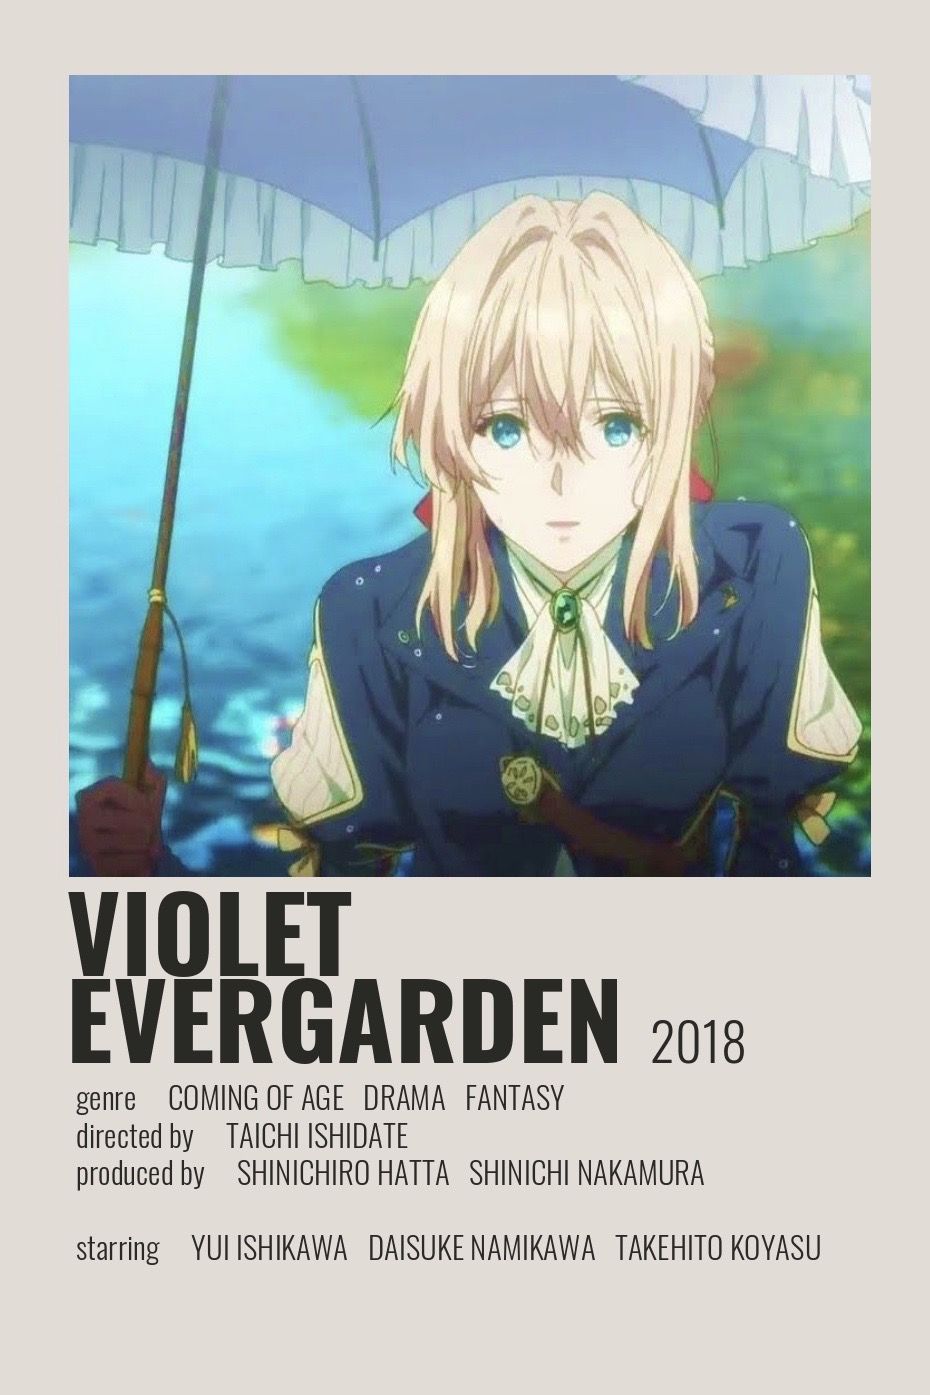 VIOLET
EVERGARDEN 2018
genre COMING OF AGE DRAMA FANTASY
directed by TAICHI ISHIDATE
produced by SHINICHIRO HATTA SHINICHI NAKAMURA
starring YUI ISHIKAWA DAISUKE NAMIKAWA TAKEHITO KOYASU